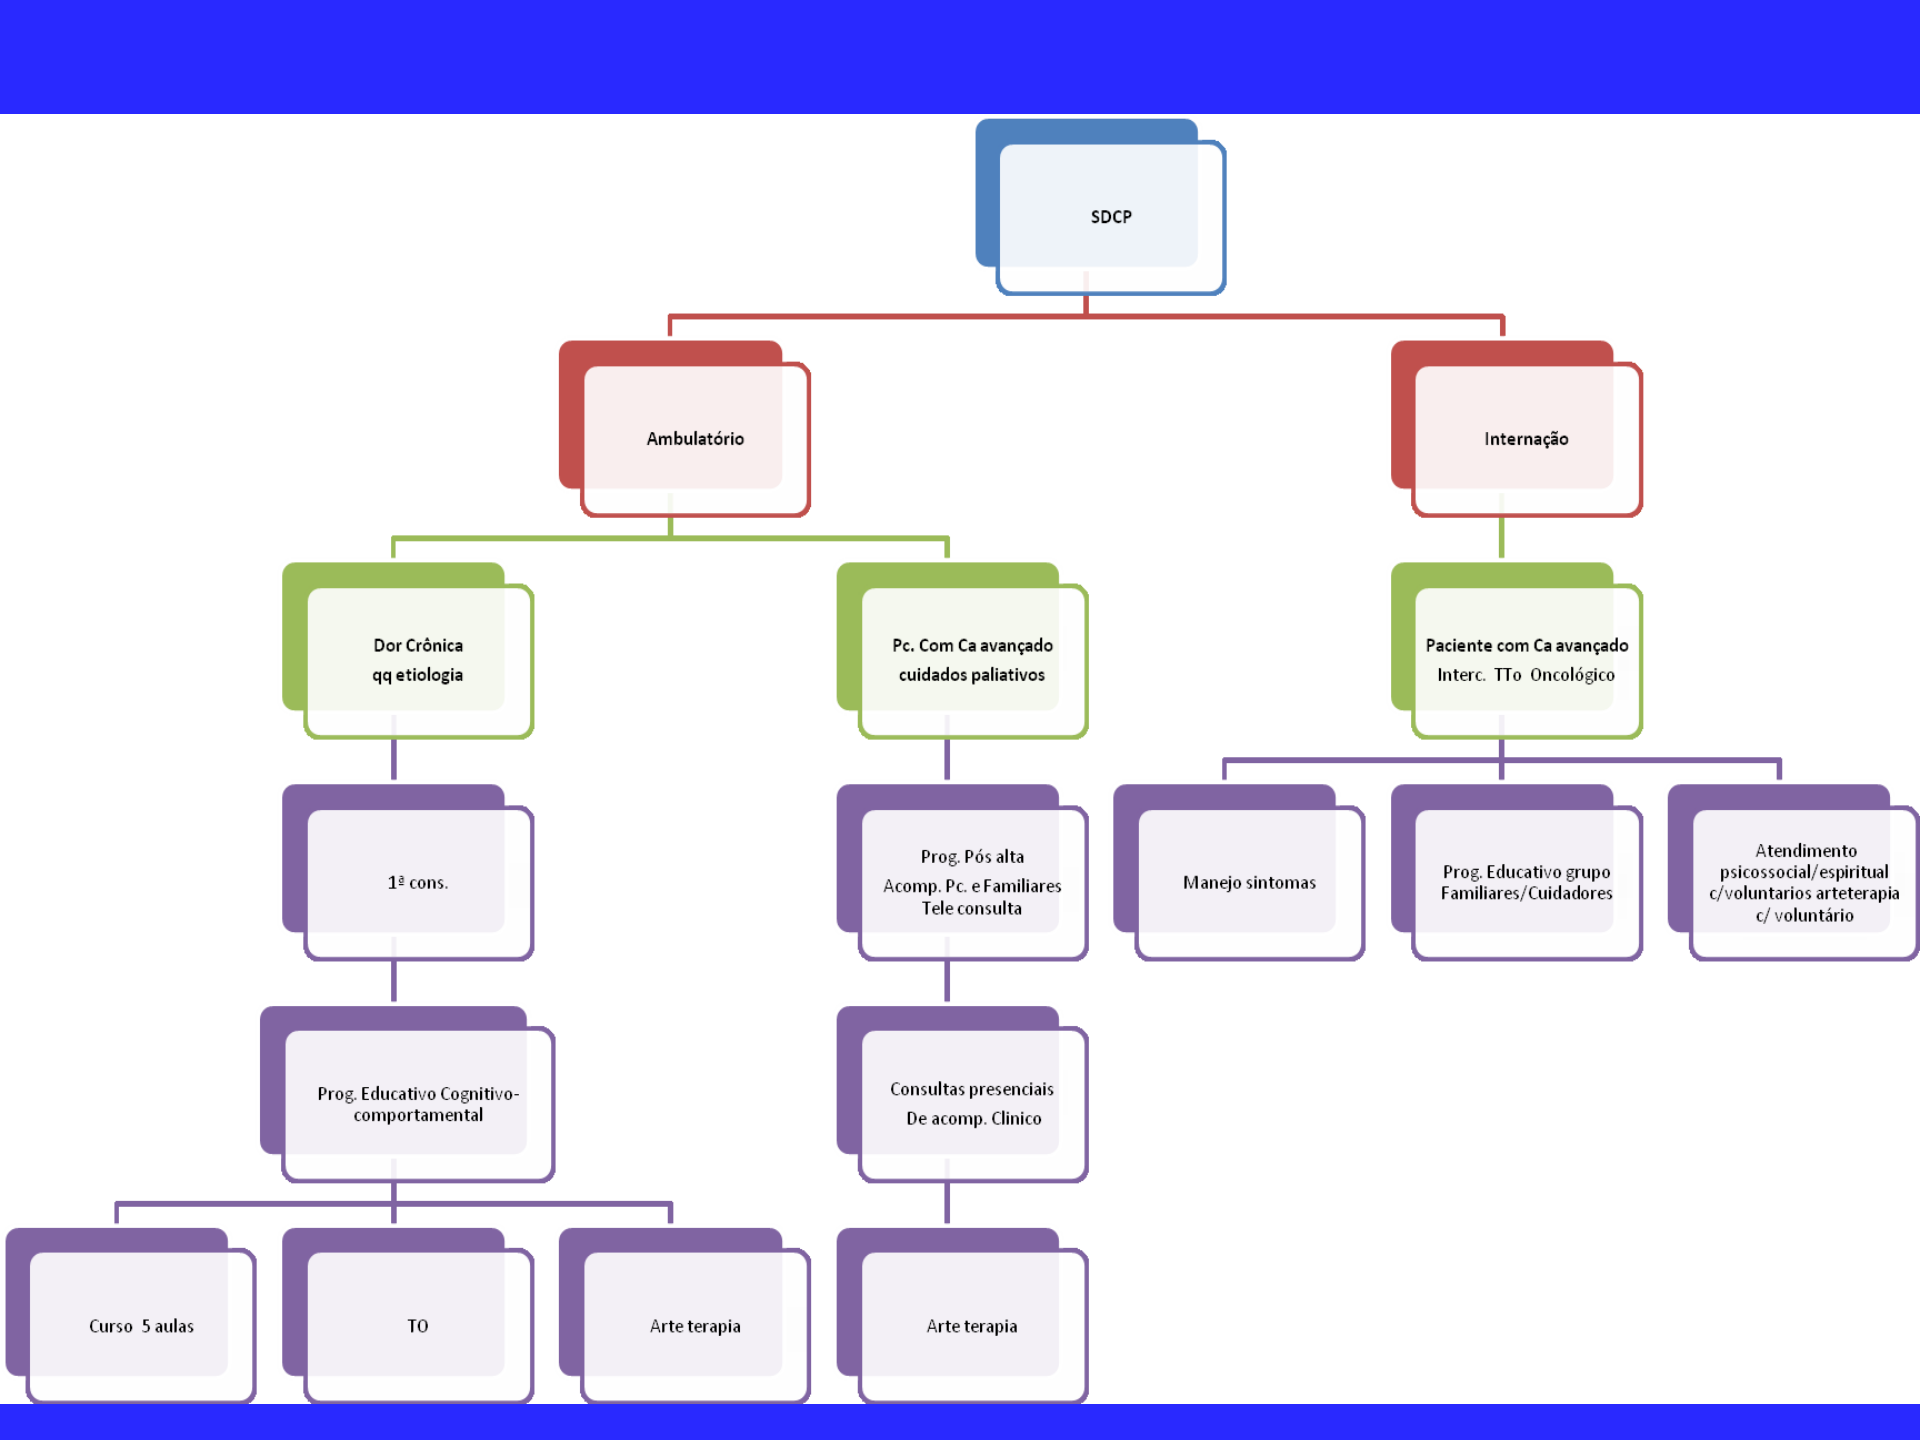 SDCP
Ambulatório
Internação
Dor Crônica
qq etiologia
Pc. Com Ca avançado
cuidados paliativos
Paciente com Ca avançado
Interc. TTo Oncológico
1ª cons.
Prog. Pós alta
Acomp. Pc. e Familiares
Tele consulta
Manejo sintomas
Prog. Educativo grupo
Familiares/Cuidadores
Atendimento
psicossocial/espiritual
c/voluntarios arteterapia
c/ voluntário
Prog. Educativo Cognitivo-
comportamental
Consultas presenciais
De acomp. Clinico
Curso 5 aulas
TO
Arte terapia
Arte terapia